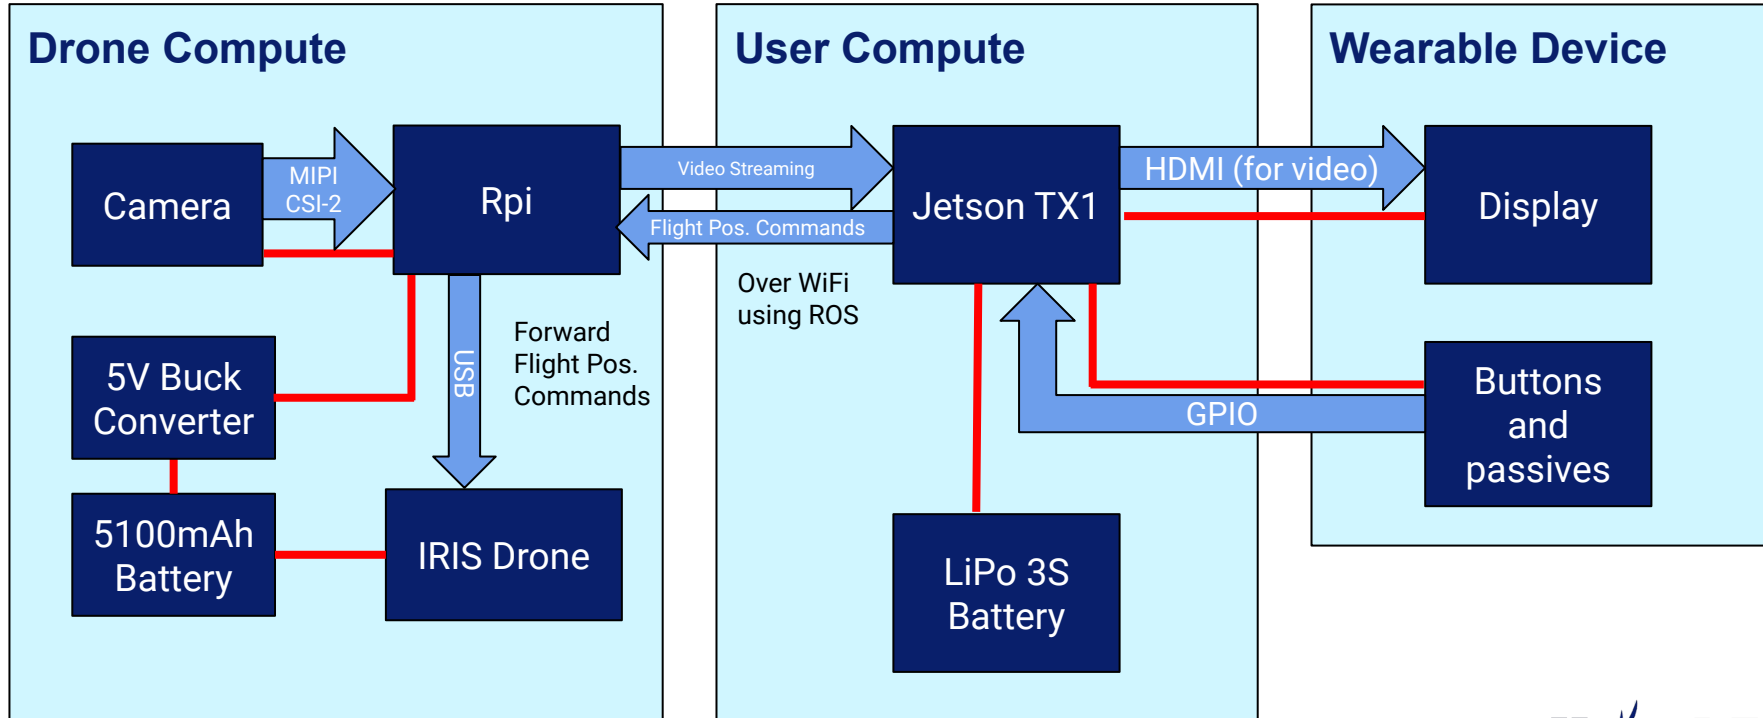 Drone Compute
User Compute
Wearable Device
Camera
MIPI
CSI-2
Rpi
Video Streaming
Flight Pos. Commands
Jetson TX1
HDMI (for video)
Display
Over WiFi
using ROS
5V Buck
Converter
USB
Forward
Flight Pos.
Commands
GPIO
Buttons
and
passives
5100mAh
Battery
IRIS Drone
LiPo 3S
Battery